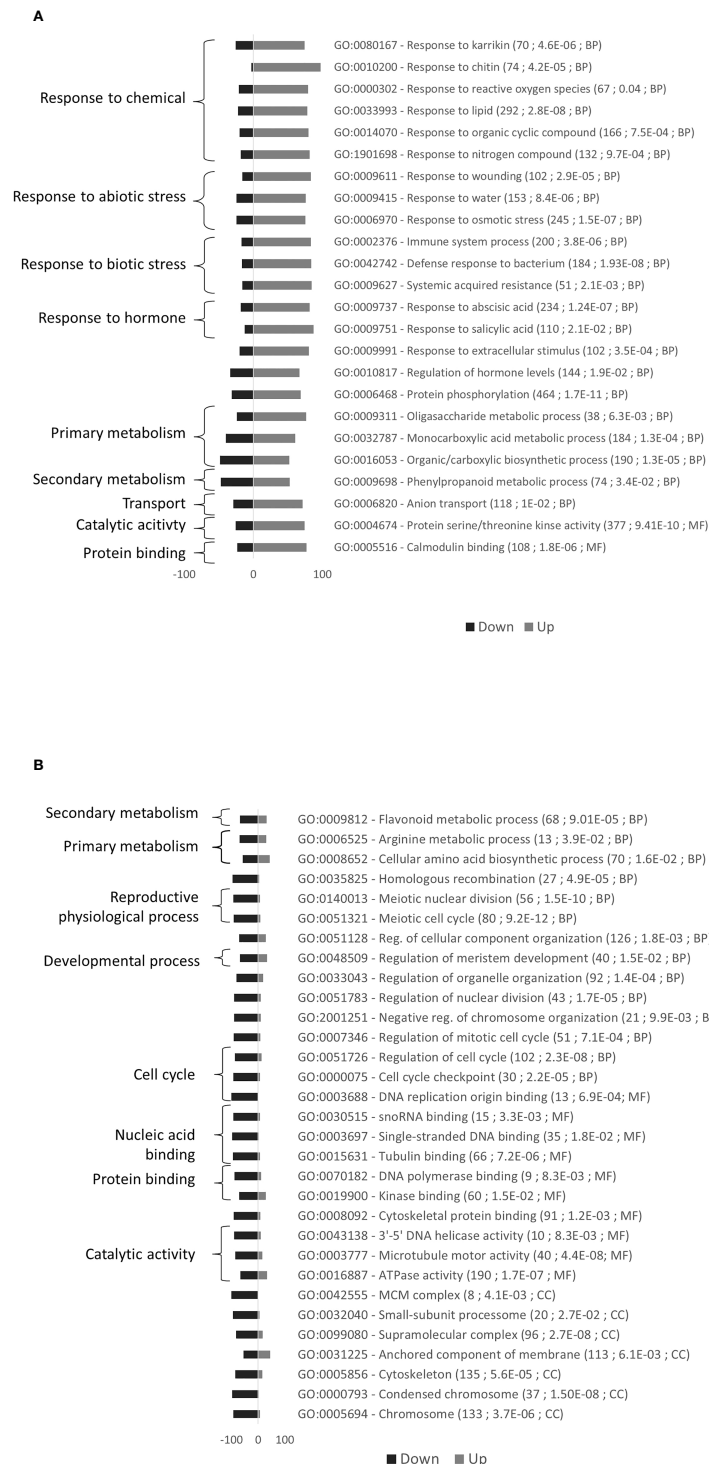 A
Response to chemical
GO:0080167 - Response to karrikin (70 ; 4.6E-06 ; BP)
GO:0010200 - Response to chitin (74 ; 4.2E-05 ; BP)
GO:0000302 - Response to reactive oxygen species (67 ; 0.04 ; BP)
GO:0033993 - Response to lipid (292 ; 2.8E-08 ; BP)
GO:0014070 - Response to organic cyclic compound (166 ; 7.5E-04 ; BP)
GO:1901698 - Response to nitrogen compound (132 ; 9.7E-04 ; BP)
Response to abiotic stress
GO:0009611 - Response to wounding (102 ; 2.9E-05 ; BP)
GO:0009415 - Response to water (153 ; 8.4E-06 ; BP)
GO:0006970 - Response to osmotic stress (245 ; 1.5E-07 ; BP)
Response to biotic stress
GO:0002376 - Immune system process (200 ; 3.8E-06 ; BP)
GO:0042742 - Defense response to bacterium (184 ; 1.93E-08 ; BP)
GO:0009627 - Systemic acquired resistance (51 ; 2.1E-03 ; BP)
Response to hormone
GO:0009737 - Response to abscisic acid (234 ; 1.24E-07 ; BP)
GO:0009751 - Response to salicylic acid (110 ; 2.1E-02 ; BP)
GO:0009991 - Response to extracellular stimulus (102 ; 3.5E-04 ; BP)
GO:0010817 - Regulation of hormone levels (144 ; 1.9E-02 ; BP)
GO:0006468 - Protein phosphorylation (464 ; 1.7E-11 ; BP)
Primary metabolism
GO:0009311 - Oligasaccharide metabolic process (38 ; 6.3E-03 ; BP)
GO:0032787 - Monocarboxylic acid metabolic process (184 ; 1.3E-04 ; BP)
GO:0016053 - Organic/carboxylic biosynthetic process (190 ; 1.3E-05 ; BP)
Secondary metabolism
GO:0009698 - Phenylpropanoid metabolic process (74 ; 3.4E-02 ; BP)
Transport
GO:0006820 - Anion transport (118 ; 1E-02 ; BP)
Catalytic acitivty
GO:0004674 - Protein serine/threonine kinse activity (377 ; 9.41E-10 ; MF)
Protein binding
GO:0005516 - Calmodulin binding (108 ; 1.8E-06 ; MF)
-100 0 100
Down Up
B
Secondary metabolism
GO:0009812 - Flavonoid metabolic process (68 ; 9.01E-05 ; BP)
Primary metabolism
GO:0006525 - Arginine metabolic process (13 ; 3.9E-02 ; BP)
GO:0008652 - Cellular amino acid biosynthetic process (70 ; 1.6E-02 ; BP)
GO:0035825 - Homologous recombination (27 ; 4.9E-05 ; BP)
Reproductive
physiological process
GO:0140013 - Meiotic nuclear division (56 ; 1.5E-10 ; BP)
GO:0051321 - Meiotic cell cycle (80 ; 9.2E-12 ; BP)
GO:0051128 - Reg. of cellular component organization (126 ; 1.8E-03 ; BP
Developmental process
GO:0048509 - Regulation of meristem development (40 ; 1.5E-02 ; BP)
GO:0033043 - Regulation of organelle organization (92 ; 1.4E-04 ; BP)
GO:0051783 - Regulation of nuclear division (43 ; 1.7E-05 ; BP)
GO:2001251 - Negative reg. of chromosome organization (21 ; 9.9E-03 ; B
GO:0007346 - Regulation of mitotic cell cycle (51 ; 7.1E-04 ; BP)
Cell cycle
GO:0051726 - Regulation of cell cycle (102 ; 2.3E-08 ; BP)
GO:0000075 - Cell cycle checkpoint (30 ; 2.2E-05 ; BP)
GO:0003688 - DNA replication origin binding (13 ; 6.9E-04; MF)
Nucleic acid
binding
GO:0030515 - snoRNA binding (15 ; 3.3E-03 ; MF)
GO:0003697 - Single-stranded DNA binding (35 ; 1.8E-02 ; MF)
GO:0015631 - Tubulin binding (66 ; 7.2E-06 ; MF)
Protein binding
GO:0070182 - DNA polymerase binding (9 ; 8.3E-03 ; MF)
GO:0019900 - Kinase binding (60 ; 1.5E-02 ; MF)
GO:0008092 - Cytoskeletal protein binding (91 ; 1.2E-03 ; MF)
Catalytic activity
GO:0043138 - 3'-5' DNA helicase activity (10 ; 8.3E-03 ; MF)
GO:0003777 - Microtubule motor activity (40 ; 4.4E-08; MF)
GO:0016887 - ATPase activity (190 ; 1.7E-07 ; MF)
GO:0042555 - MCM complex (8 ; 4.1E-03 ; CC)
GO:0032040 - Small-subunit processome (20 ; 2.7E-02 ; CC)
GO:0099080 - Supramolecular complex (96 ; 2.7E-08 ; CC)
GO:0031225 - Anchored component of membrane (113 ; 6.1E-03 ; CC)
GO:0005856 - Cytoskeleton (135 ; 5.6E-05 ; CC)
GO:0000793 - Condensed chromosome (37 ; 1.50E-08 ; CC)
GO:0005694 - Chromosome (133 ; 3.7E-06 ; CC)
-100 0 100
Down Up